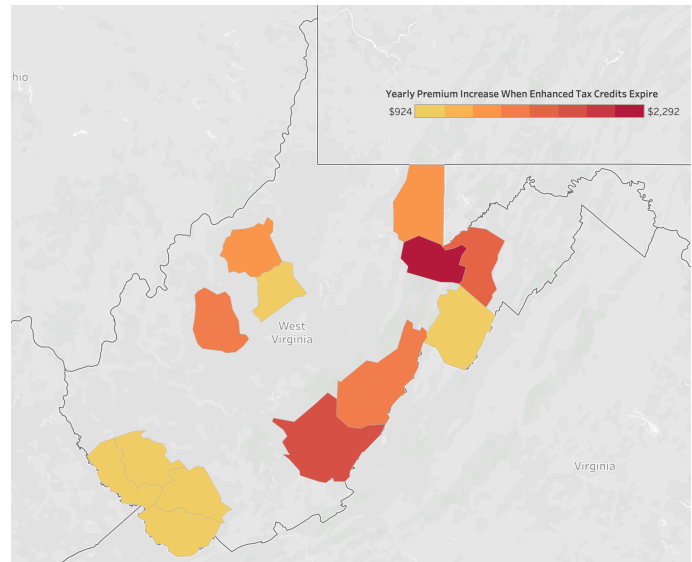 hio
Yearly Premium Increase When Enhanced Tax Credits Expire
$924 $2,292
West
Virginia
Virginia